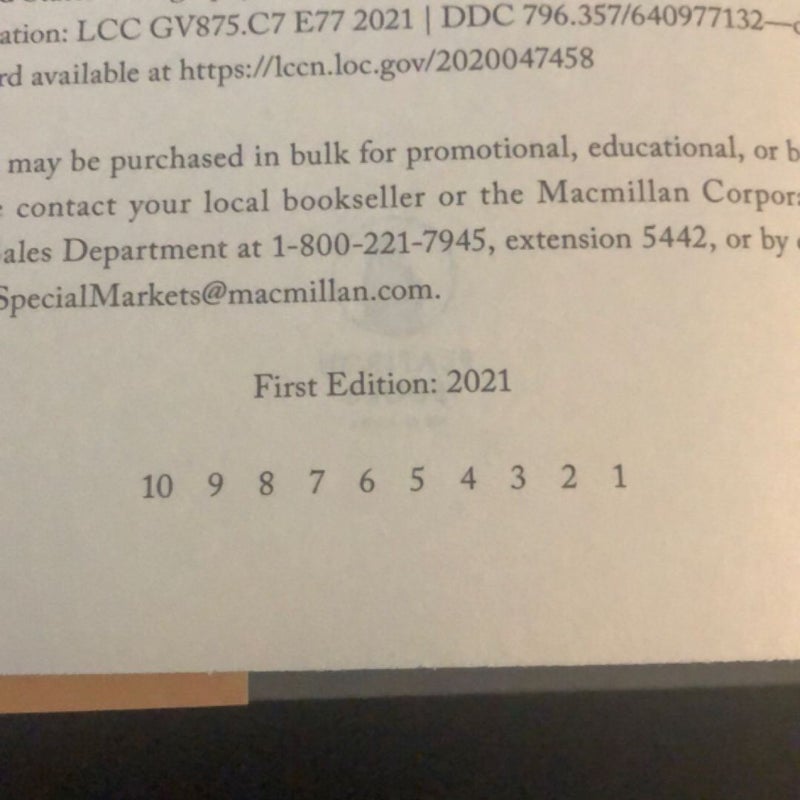 ation: LCC GV875.C7 E77 2021 | DDC 796.357/640977132—
rd available at https://lccn.loc.gov/2020047458
may be purchased in bulk for promotional, educational, or b
contact your local bookseller or the Macmillan Corpora
ales Department at 1-800-221-7945, extension 5442, or by e
SpecialMarkets@macmillan.com.
First Edition: 2021
10 9 8 7 6 5 4 3 2 1